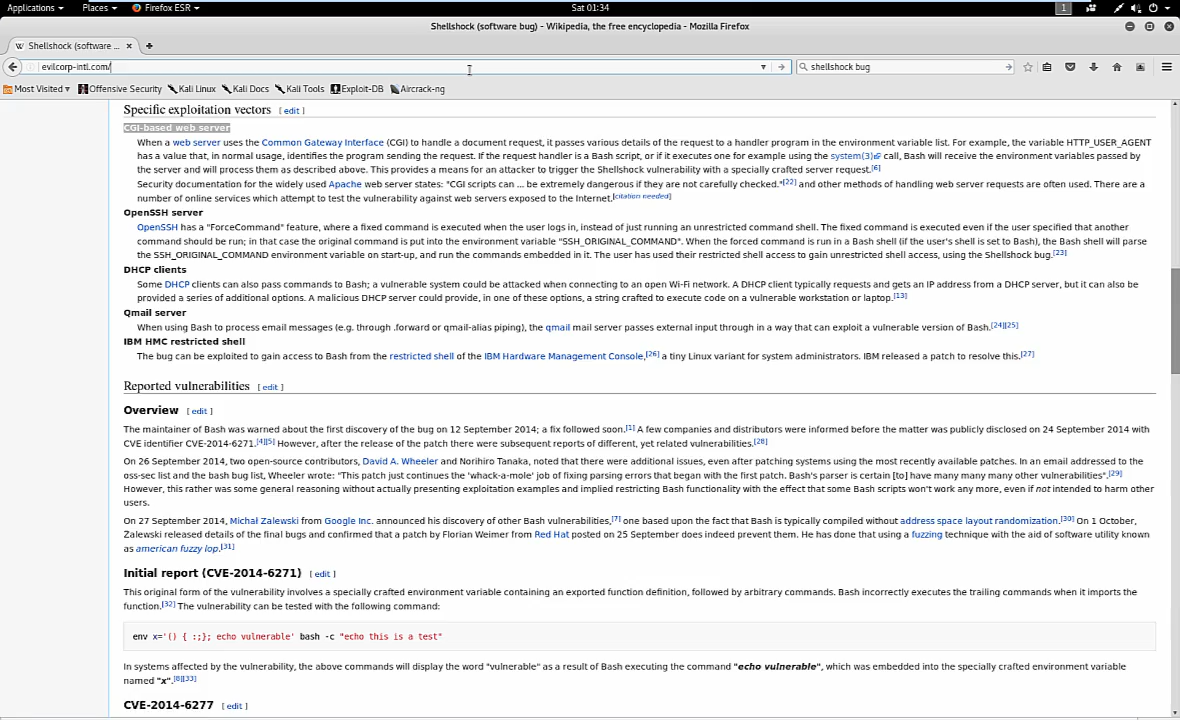 Applications ▾ Places ▾ Firefox ESR ▾ Sat 01:34 1
Shellshock (software bug) - Wikipedia, the free encyclopedia - Mozilla Firefox
W Shellshock (software ... × +
evilcorp-intl.com/ shellshock bug
Most Visited ▾ Offensive Security Kali Linux Kali Docs Kali Tools Exploit-DB Aircrack-ng
Specific exploitation vectors [ edit ]
CGI-based web server
When a web server uses the Common Gateway Interface (CGI) to handle a document request, it passes various details of the request to a handler program in the environment variable list. For example, the variable HTTP_USER_AGENT
has a value that, in normal usage, identifies the program sending the request. If the request handler is a Bash script, or if it executes one for example using the system(3) call, Bash will receive the environment variables passed by
the server and will process them as described above. This provides a means for an attacker to trigger the Shellshock vulnerability with a specially crafted server request.[6]
Security documentation for the widely used Apache web server states: "CGI scripts can ... be extremely dangerous if they are not carefully checked."[22] and other methods of handling web server requests are often used. There are a
number of online services which attempt to test the vulnerability against web servers exposed to the Internet.[citation needed]
OpenSSH server
OpenSSH has a "ForceCommand" feature, where a fixed command is executed when the user logs in, instead of just running an unrestricted command shell. The fixed command is executed even if the user specified that another
command should be run; in that case the original command is put into the environment variable "SSH_ORIGINAL_COMMAND". When the forced command is run in a Bash shell (if the user's shell is set to Bash), the Bash shell will parse
the SSH_ORIGINAL_COMMAND environment variable on start-up, and run the commands embedded in it. The user has used their restricted shell access to gain unrestricted shell access, using the Shellshock bug.[23]
DHCP clients
Some DHCP clients can also pass commands to Bash; a vulnerable system could be attacked when connecting to an open Wi-Fi network. A DHCP client typically requests and gets an IP address from a DHCP server, but it can also be
provided a series of additional options. A malicious DHCP server could provide, in one of these options, a string crafted to execute code on a vulnerable workstation or laptop.[13]
Qmail server
When using Bash to process email messages (e.g. through .forward or qmail-alias piping), the qmail mail server passes external input through in a way that can exploit a vulnerable version of Bash.[24][25]
IBM HMC restricted shell
The bug can be exploited to gain access to Bash from the restricted shell of the IBM Hardware Management Console,[26] a tiny Linux variant for system administrators. IBM released a patch to resolve this.[27]
Reported vulnerabilities [ edit ]
Overview [ edit ]
The maintainer of Bash was warned about the first discovery of the bug on 12 September 2014; a fix followed soon.[1] A few companies and distributors were informed before the matter was publicly disclosed on 24 September 2014 with
CVE identifier CVE-2014-6271.[4][5] However, after the release of the patch there were subsequent reports of different, yet related vulnerabilities.[28]
On 26 September 2014, two open-source contributors, David A. Wheeler and Norihiro Tanaka, noted that there were additional issues, even after patching systems using the most recently available patches. In an email addressed to the
oss-sec list and the bash bug list, Wheeler wrote: "This patch just continues the 'whack-a-mole' job of fixing parsing errors that began with the first patch. Bash's parser is certain [to] have many many many other vulnerabilities".[29]
However, this rather was some general reasoning without actually presenting exploitation examples and implied restricting Bash functionality with the effect that some Bash scripts won't work any more, even if not intended to harm other
users.
On 27 September 2014, Michał Zalewski from Google Inc. announced his discovery of other Bash vulnerabilities,[7] one based upon the fact that Bash is typically compiled without address space layout randomization.[30] On 1 October,
Zalewski released details of the final bugs and confirmed that a patch by Florian Weimer from Red Hat posted on 25 September does indeed prevent them. He has done that using a fuzzing technique with the aid of software utility known
as american fuzzy lop.[31]
Initial report (CVE-2014-6271) [ edit ]
This original form of the vulnerability involves a specially crafted environment variable containing an exported function definition, followed by arbitrary commands. Bash incorrectly executes the trailing commands when it imports the
function.[32] The vulnerability can be tested with the following command:
env x='() { :;}; echo vulnerable' bash -c "echo this is a test"
In systems affected by the vulnerability, the above commands will display the word "vulnerable" as a result of Bash executing the command "echo vulnerable", which was embedded into the specially crafted environment variable
named "x".[8][33]
CVE-2014-6277 [ edit ]